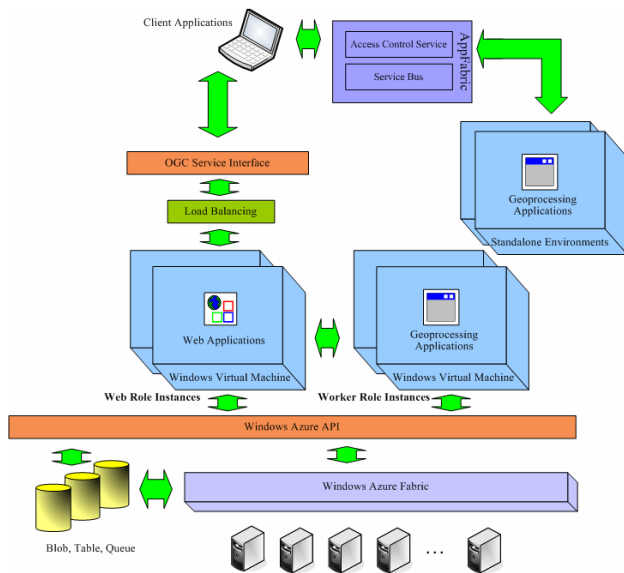 Client Applications
Access Control Service
Service Bus
AppFabric
OGC Service Interface
Load Balancing
Geoprocessing
Applications
Standalone Environments
Web Applications
Windows Virtual Machine
Geoprocessing
Applications
Windows Virtual Machine
Web Role Instances
Worker Role Instances
Windows Azure API
Windows Azure Fabric
Blob, Table, Queue
...